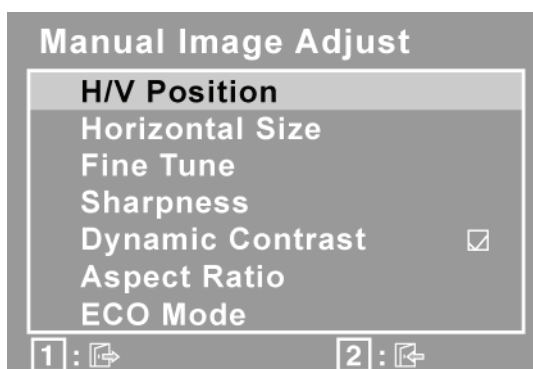 Manual Image Adjust
H/V Position
Horizontal Size
Fine Tune
Sharpness
Dynamic Contrast
Aspect Ratio
ECO Mode
1 : 2 :